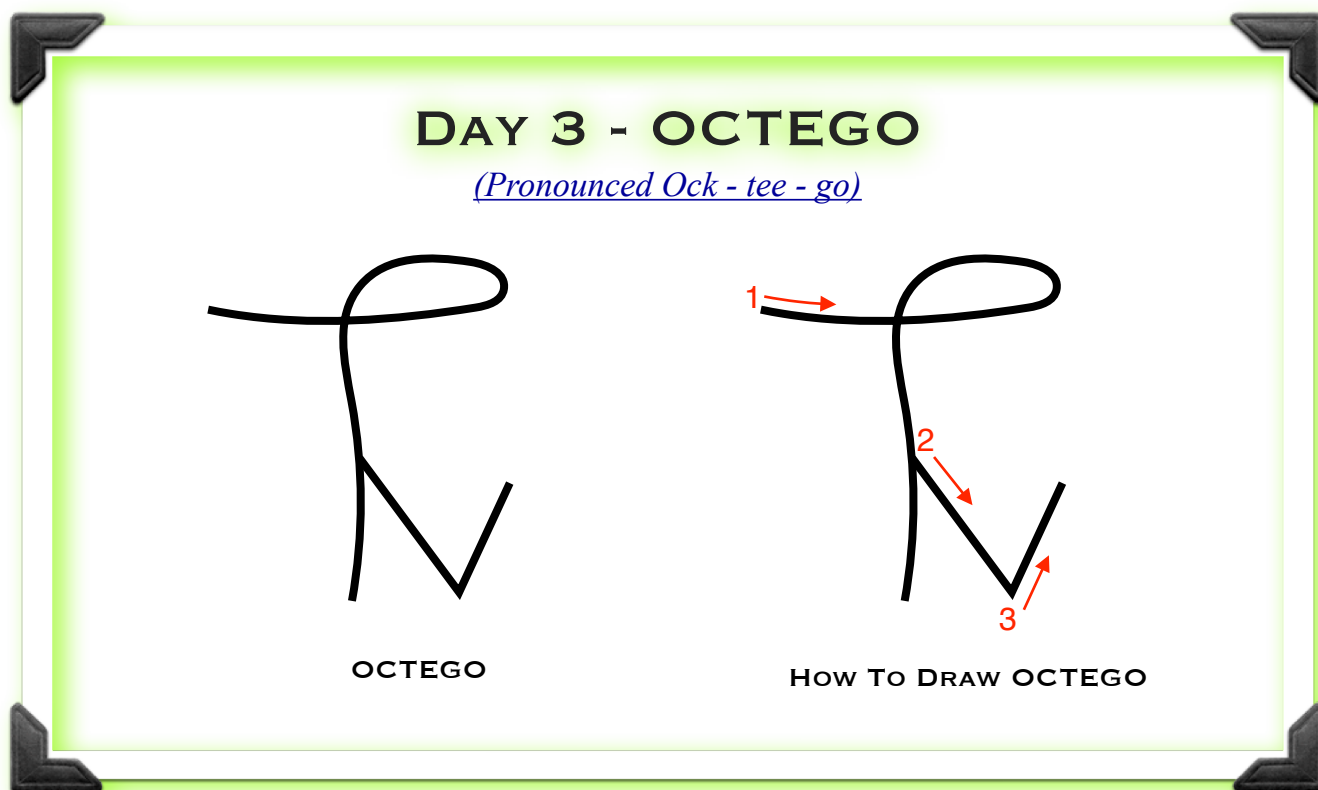 Day 3 - OCTEGO
(Pronounced Ock - tee - go)
1
2
3
OCTEGO
How To Draw OCTEGO